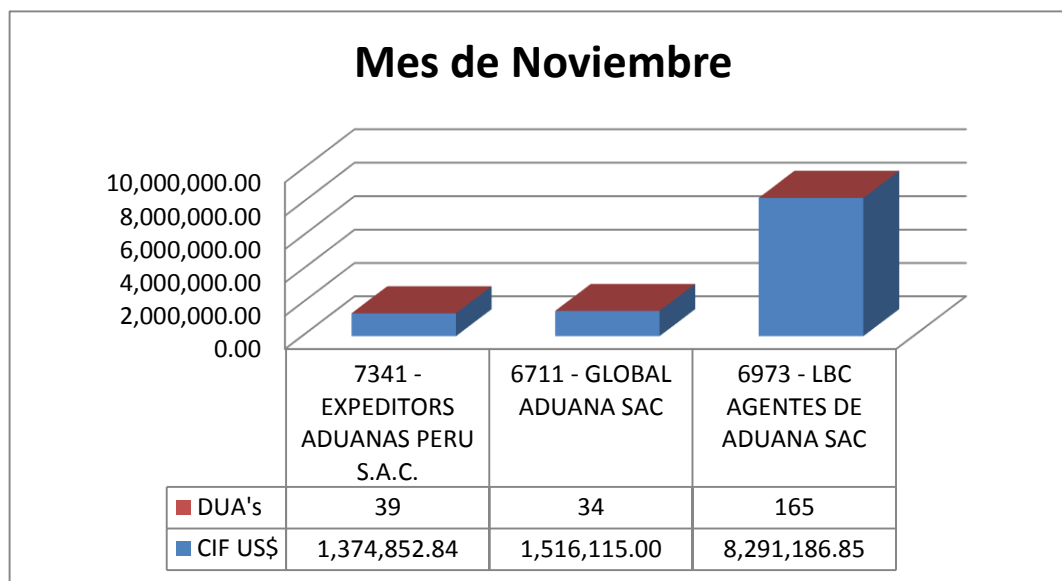 Mes de Noviembre
10,000,000.00
8,000,000.00
6,000,000.00
4,000,000.00
2,000,000.00
0.00
7341 -
EXPEDITORS
ADUANAS PERU
S.A.C.
6711 - GLOBAL
ADUANA SAC
6973 - LBC
AGENTES DE
ADUANA SAC
DUA's 39 34 165
CIF US$ 1,374,852.84 1,516,115.00 8,291,186.85